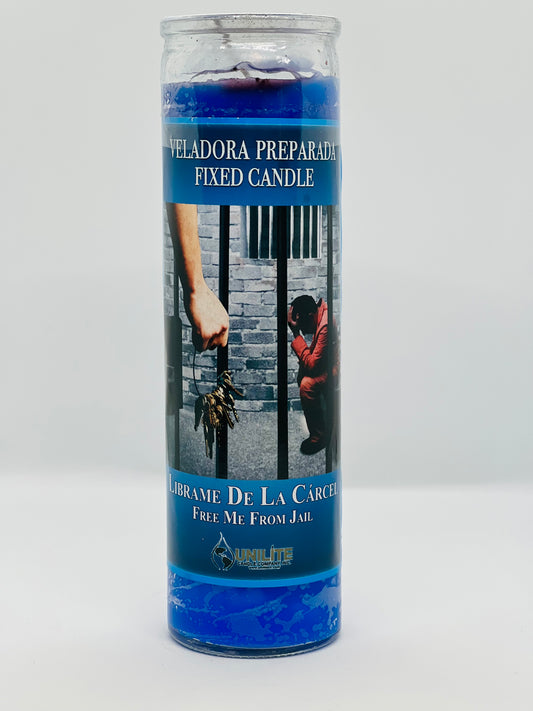 VELADORA PREPARADA
FIXED CANDLE
LIBRAME DE LA CÁRCEL
FREE ME FROM JAIL
UNILITE